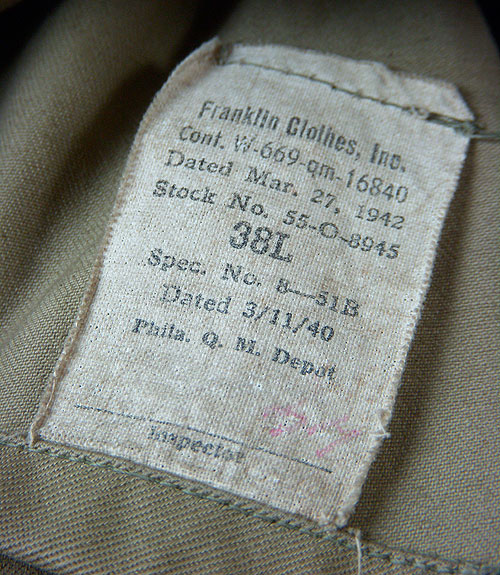 Franklin Clothes, Inc.
Cont. W-669-qm-16840
Dated Mar. 27, 1942
Stock No. 55-O-8945
38L
Spec. No. 8—51B
Dated 3/11/40
Phila. Q. M. Depot
Inspector